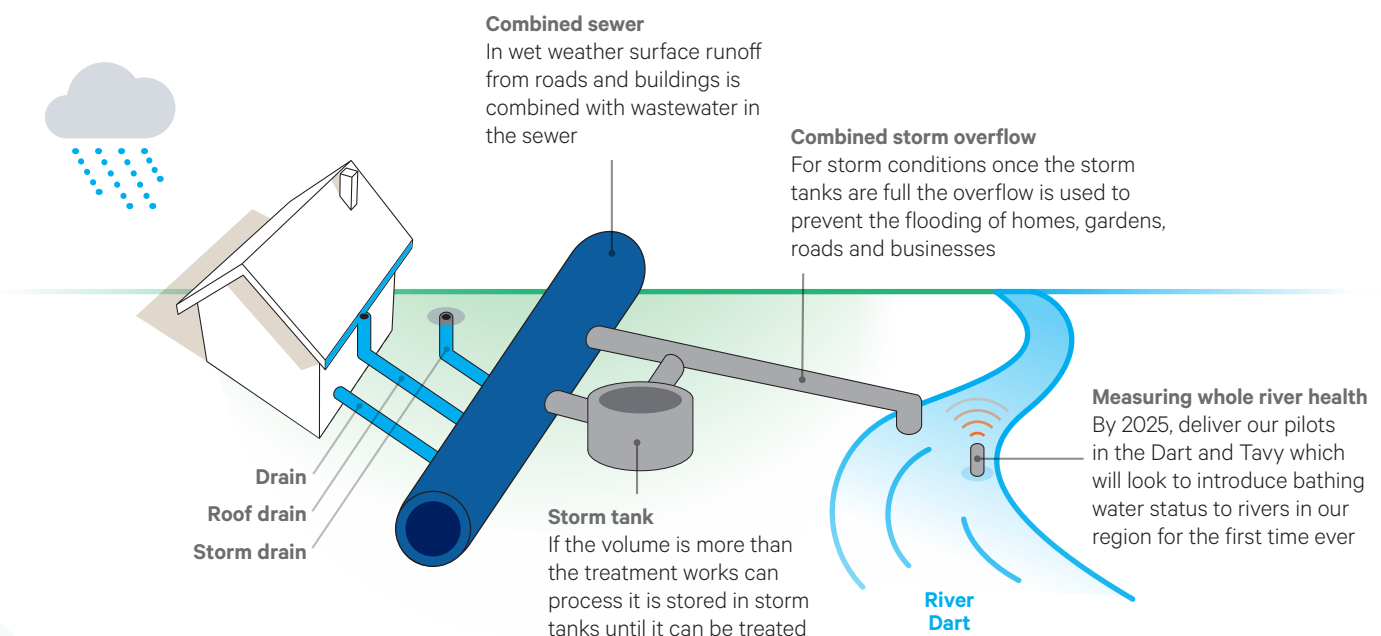 Combined sewer
In wet weather surface runoff
from roads and buildings is
combined with wastewater in
the sewer
Combined storm overflow
For storm conditions once the storm
tanks are full the overflow is used to
prevent the flooding of homes, gardens,
roads and businesses
Measuring whole river health
By 2025, deliver our pilots
in the Dart and Tavy which
will look to introduce bathing
water status to rivers in our
region for the first time ever
Drain
Roof drain
Storm drain
Storm tank
If the volume is more than
the treatment works can
process it is stored in storm
tanks until it can be treated
River
Dart